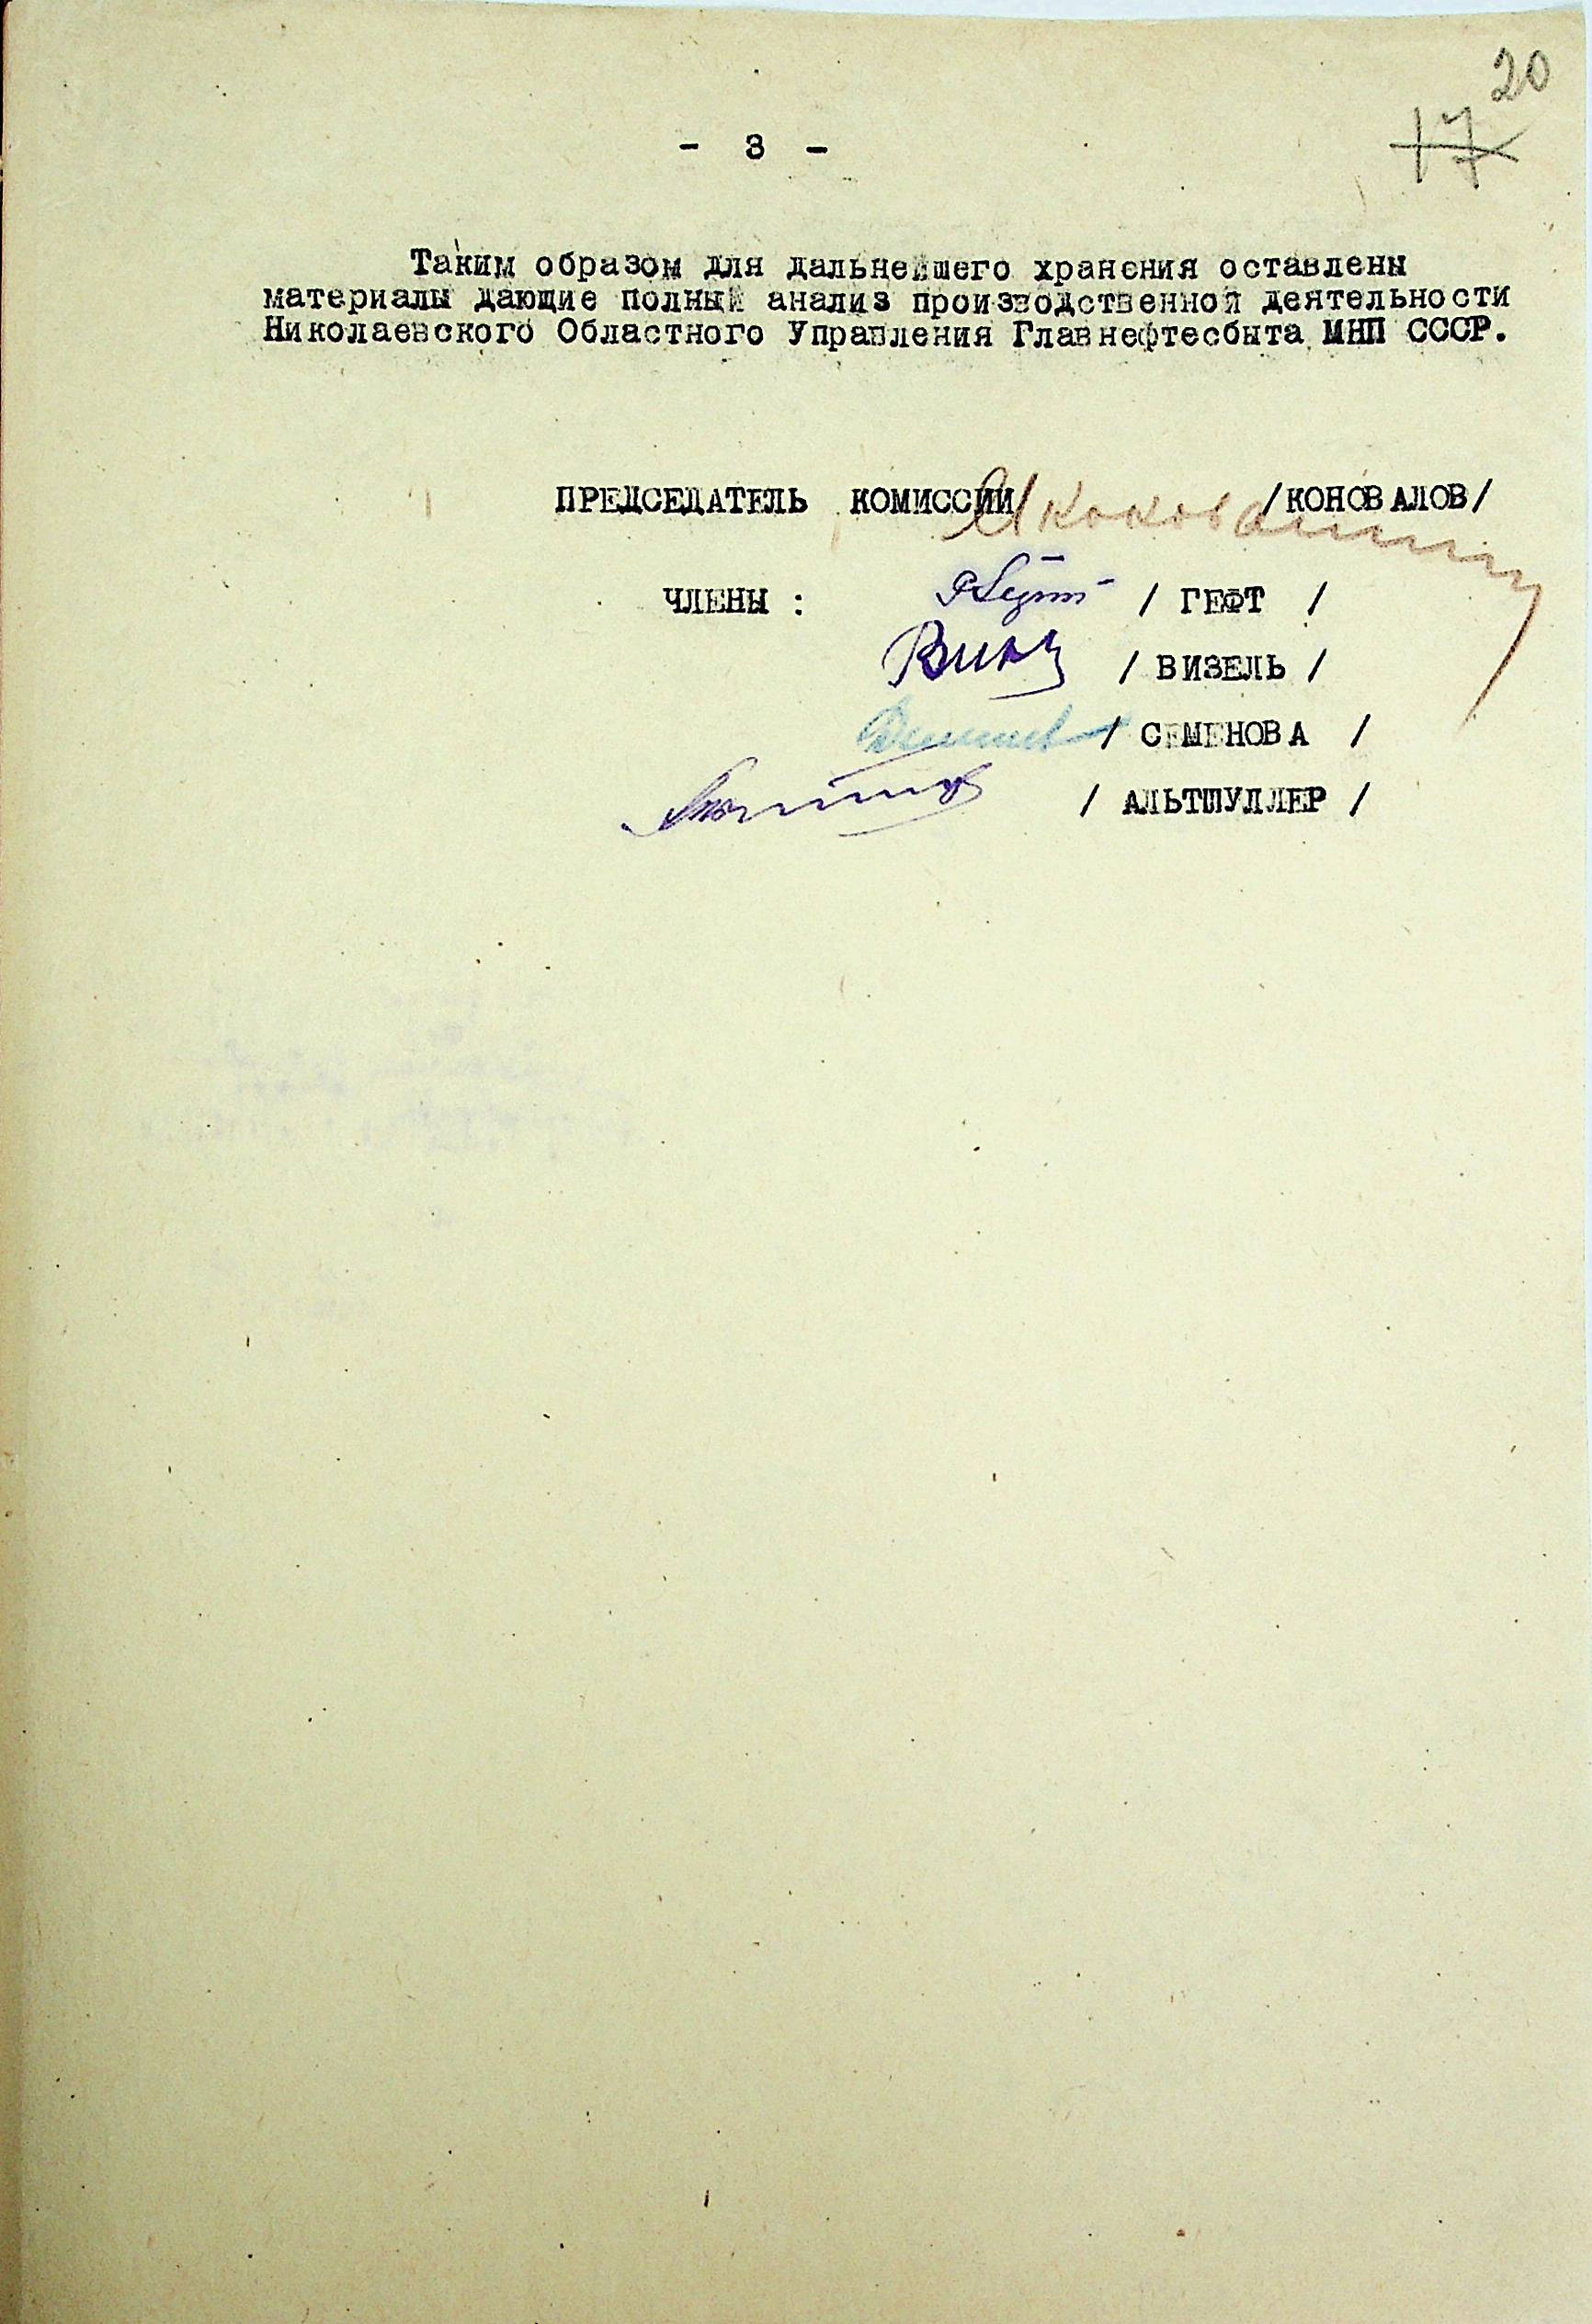 20
17
- 3 -
Таким образом для дальнейшего хранения оставлены
материалы дающие полный анализ производственной деятельности
Николаевского Областного Управления Главнефтесбыта МНП СССР.
ПРЕДСЕДАТЕЛЬ КОМИССИИ /КОНОВАЛОВ/
ЧЛЕНЫ : / ГЕФТ /
/ ВИЗЕЛЬ /
/ СЕМЕНОВА /
/ АЛЬТШУЛЛЕР /